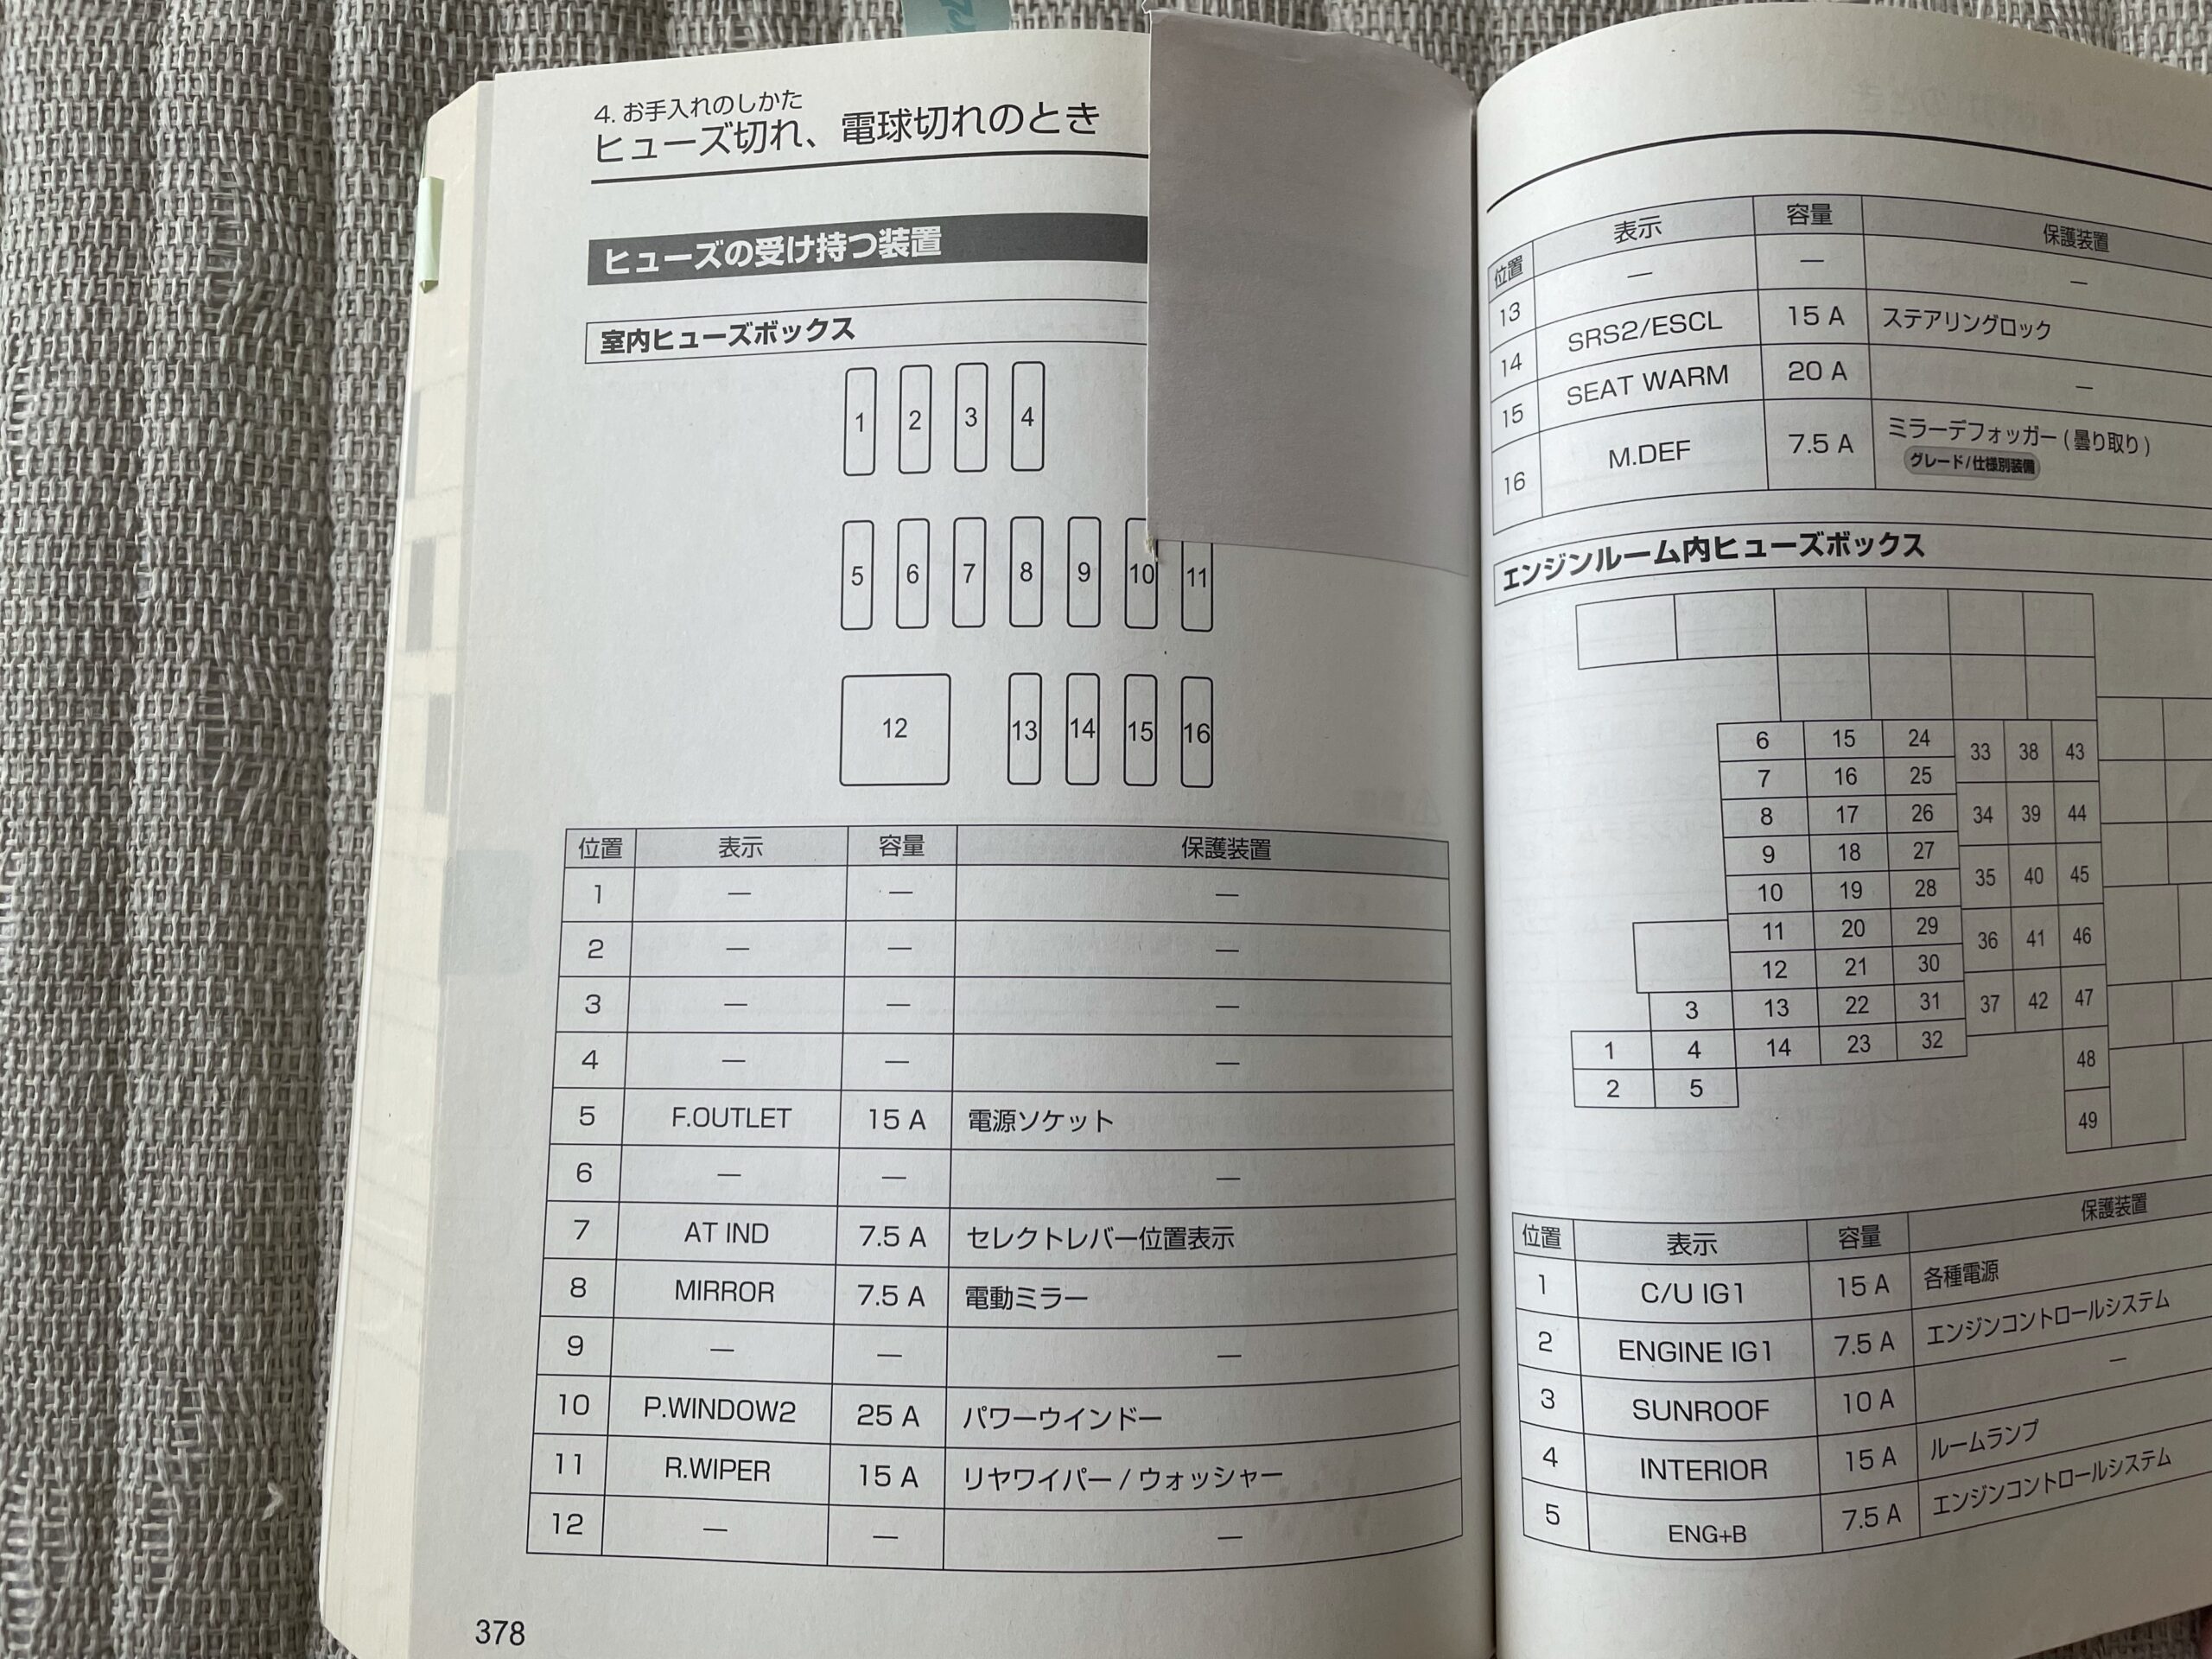 4. お手入れのしかた
ヒューズ切れ、電球切れのとき
ヒューズの受け持つ装置
室内ヒューズボックス
1 2 3 4
5 6 7 8 9 10 11
12 13 14 15 16
位置 表示 容量 保護装置
1 — — —
2 — — —
3 — — —
4 — — —
5 F.OUTLET 15 A 電源ソケット
6 — — —
7 AT IND 7.5 A セレクトレバー位置表示
8 MIRROR 7.5 A 電動ミラー
9 — — —
10 P.WINDOW2 25 A パワーウインドー
11 R.WIPER 15 A リヤワイパー / ウォッシャー
12 — — —
378
位置 表示 容量 保護装置
13 — — —
14 SRS2/ESCL 15 A ステアリングロック
15 SEAT WARM 20 A —
16 M.DEF 7.5 A ミラーデフォッガー ( 曇り取り )
グレード/仕様別装備
エンジンルーム内ヒューズボックス
6 15 24 33 38 43
7 16 25
8 17 26 34 39 44
9 18 27
10 19 28 35 40 45
11 20 29 36 41 46
12 21 30
3 13 22 31 37 42 47
1 4 14 23 32 48
2 5
49
位置 表示 容量 保護装置
1 C/U IG1 15 A 各種電源
2 ENGINE IG1 7.5 A エンジンコントロールシステム
3 SUNROOF 10 A —
4 INTERIOR 15 A ルームランプ
5 ENG+B 7.5 A エンジンコントロールシステム